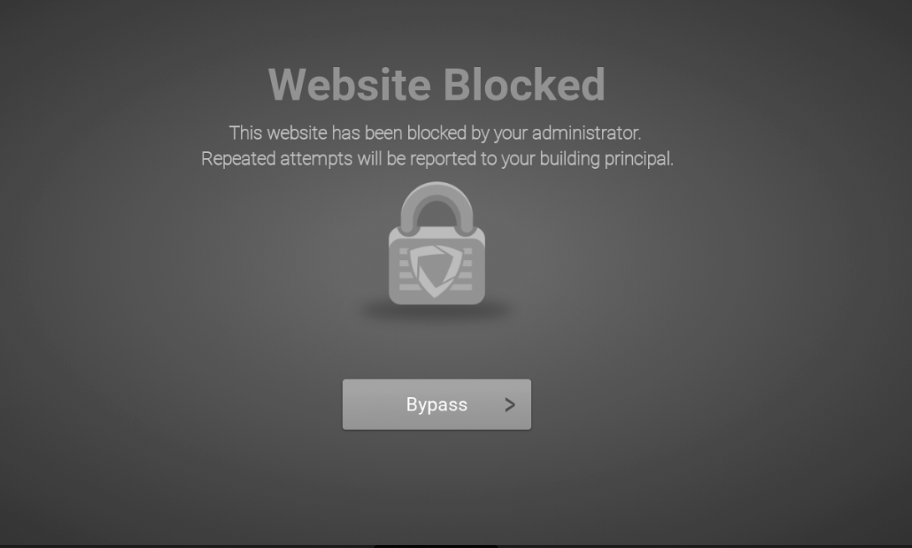 Website Blocked
This website has been blocked by your administrator.
Repeated attempts will be reported to your building principal.
Bypass >